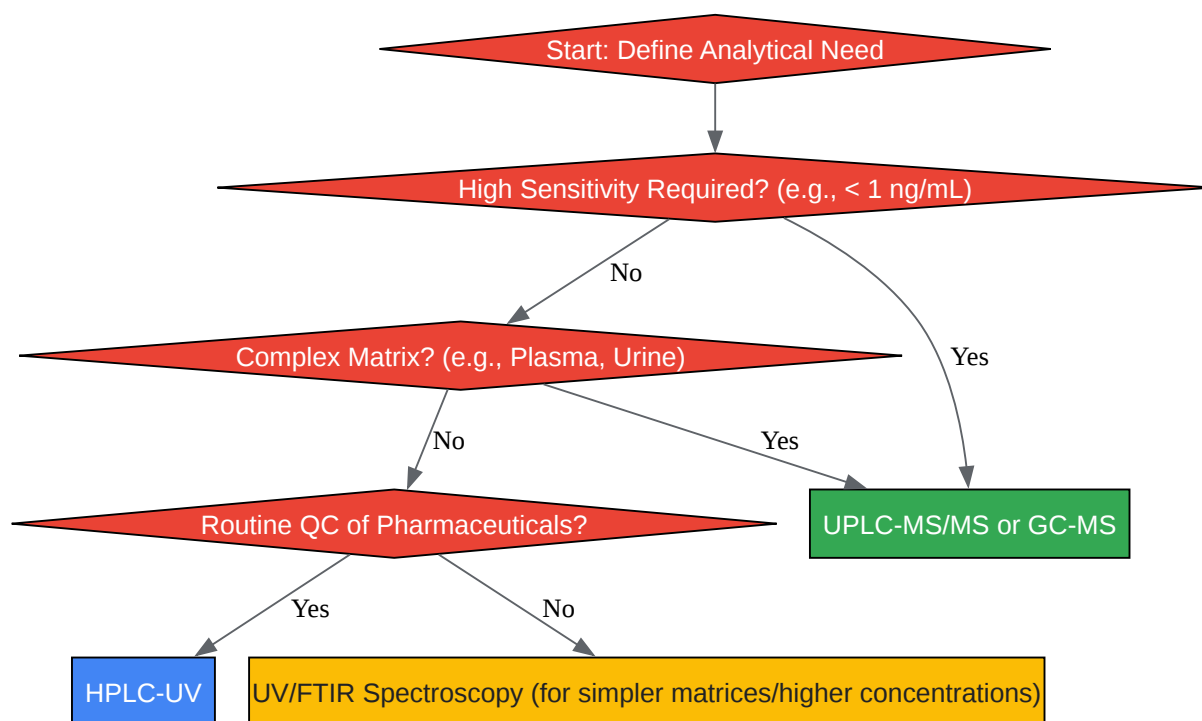 Start: Define Analytical Need
High Sensitivity Required? (e.g., < 1 ng/mL)
No
Complex Matrix? (e.g., Plasma, Urine)
Yes
No
Yes
Routine QC of Pharmaceuticals?
UPLC-MS/MS or GC-MS
Yes
No
HPLC-UV
UV/FTIR Spectroscopy (for simpler matrices/higher concentrations)